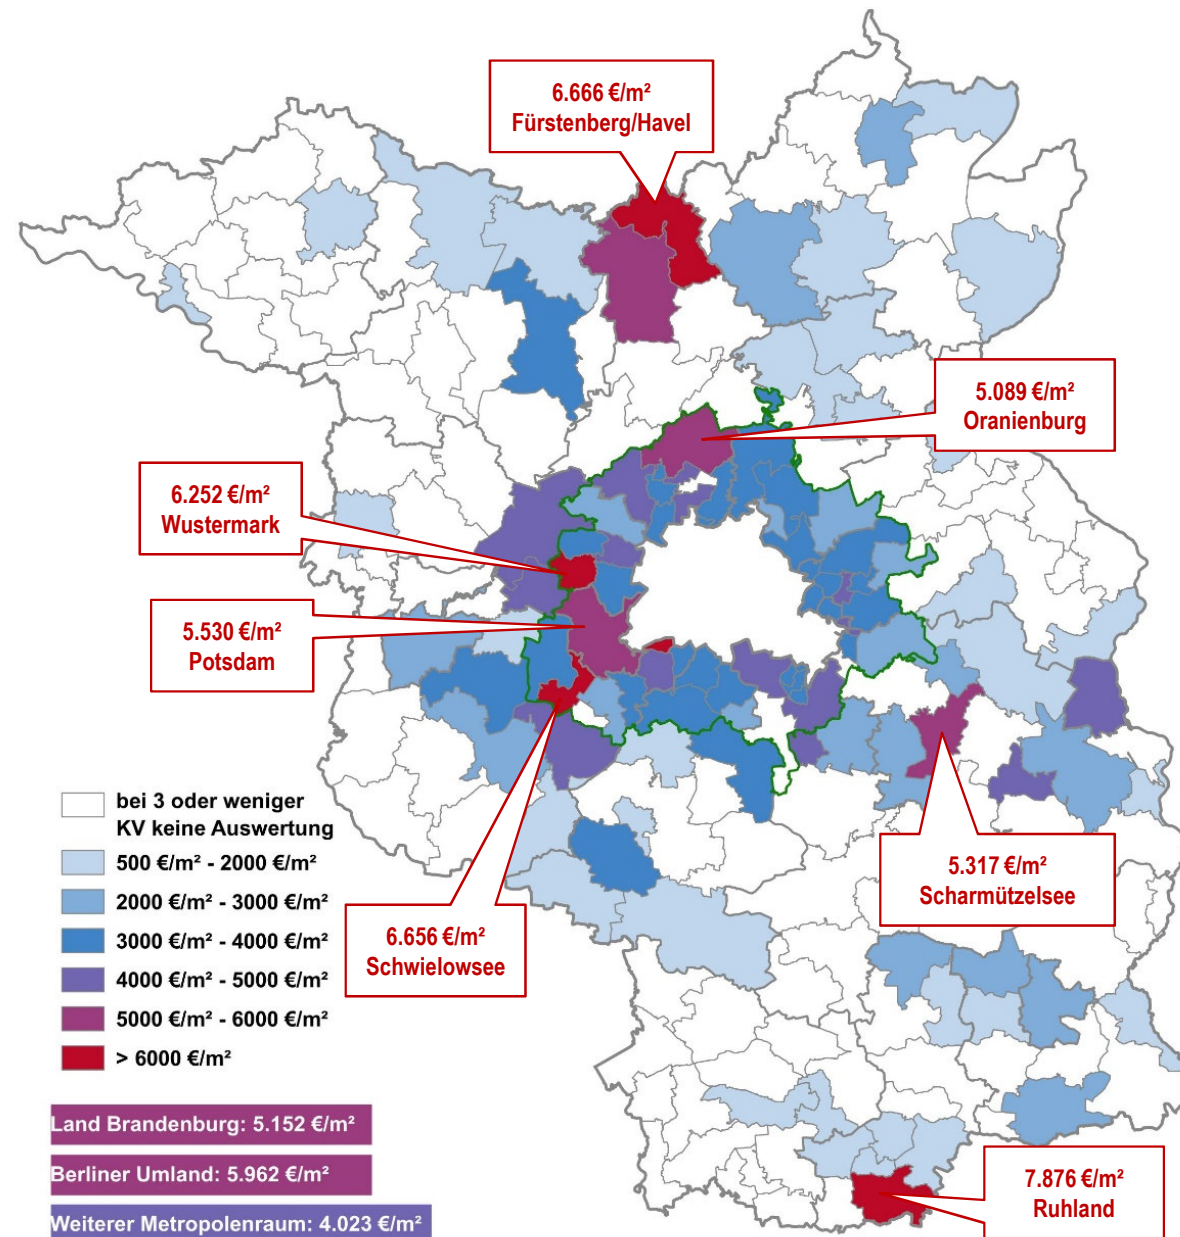 6.666 €/m²
Fürstenberg/Havel
5.089 €/m²
Oranienburg
6.252 €/m²
Wustermark
5.530 €/m²
Potsdam
5.317 €/m²
Scharmützelsee
6.656 €/m²
Schwielowsee
7.876 €/m²
Ruhland
bei 3 oder weniger
KV keine Auswertung
500 €/m² - 2000 €/m²
2000 €/m² - 3000 €/m²
3000 €/m² - 4000 €/m²
4000 €/m² - 5000 €/m²
5000 €/m² - 6000 €/m²
> 6000 €/m²
Land Brandenburg: 5.152 €/m²
Berliner Umland: 5.962 €/m²
Weiterer Metropolenraum: 4.023 €/m²